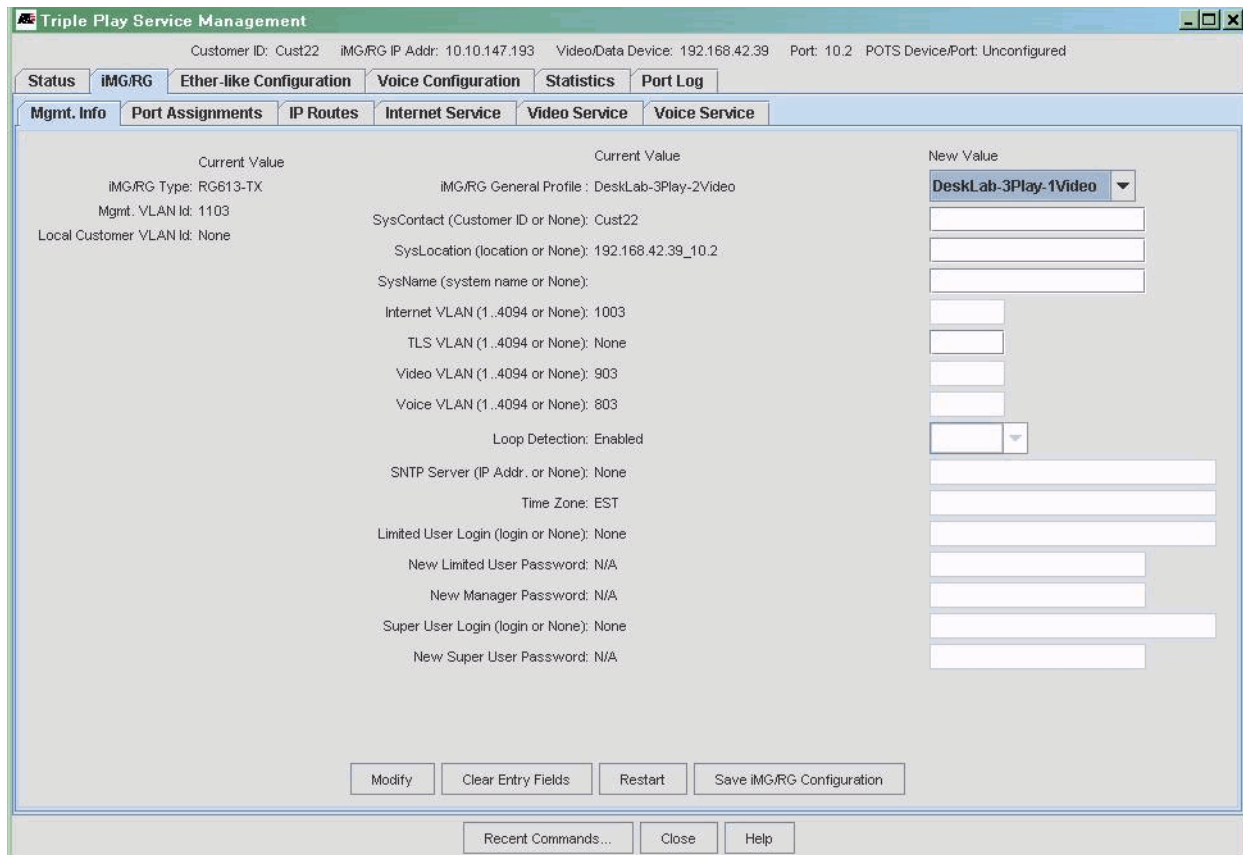 Triple Play Service Management
Customer ID: Cust22 iMG/RG IP Addr: 10.10.147.193 Video/Data Device: 192.168.42.39 Port: 10.2 POTS Device/Port: Unconfigured
Status iMG/RG Ether-like Configuration Voice Configuration Statistics Port Log
Mgmt. Info Port Assignments IP Routes Internet Service Video Service Voice Service
Current Value
iMG/RG Type: RG613-TX
Mgmt. VLAN Id: 1103
Local Customer VLAN Id: None
Current Value New Value
iMG/RG General Profile : DeskLab-3Play-2Video DeskLab-3Play-1Video
SysContact (Customer ID or None): Cust22
SysLocation (location or None): 192.168.42.39_10.2
SysName (system name or None):
Internet VLAN (1..4094 or None): 1003
TLS VLAN (1..4094 or None): None
Video VLAN (1..4094 or None): 903
Voice VLAN (1..4094 or None): 803
Loop Detection: Enabled
SNTP Server (IP Addr. or None): None
Time Zone: EST
Limited User Login (login or None): None
New Limited User Password: N/A
New Manager Password: N/A
Super User Login (login or None): None
New Super User Password: N/A
Modify Clear Entry Fields Restart Save iMG/RG Configuration
Recent Commands... Close Help